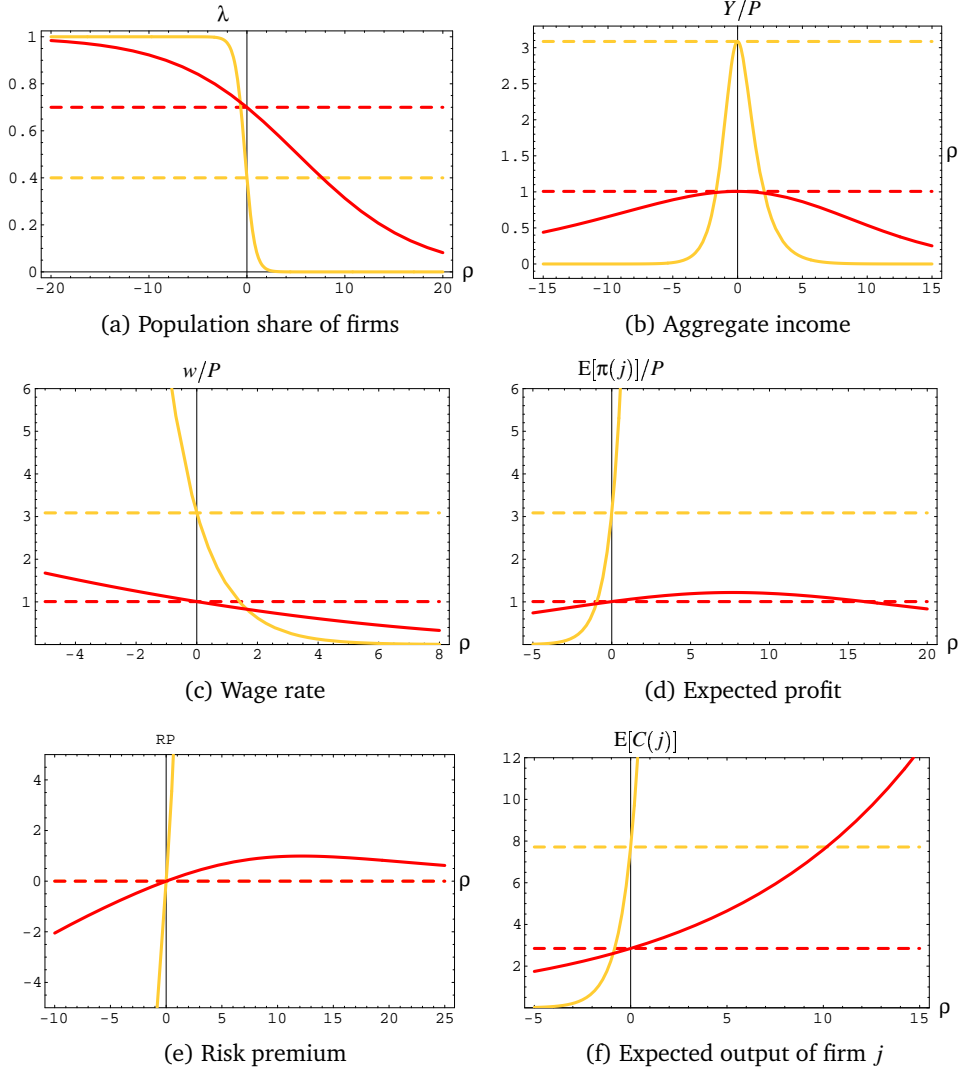 λ
1
0.8
0.6
0.4
0.2
0
−20 −10 0 10 20
ρ
(a) Population share of firms
Y/P
3
2.5
2
1.5
1
0.5
0
−15 −10 −5 0 5 10 15
ρ
(b) Aggregate income
w/P
6
5
4
3
2
1
−4 −2 0 2 4 6 8
ρ
(c) Wage rate
E[π(j)]/P
6
5
4
3
2
1
−5 0 5 10 15 20
ρ
(d) Expected profit
RP
4
2
0
−2
−4
−10 −5 0 5 10 15 20 25
ρ
(e) Risk premium
E[C(j)]
12
10
8
6
4
2
−5 0 5 10 15
ρ
(f) Expected output of firm j